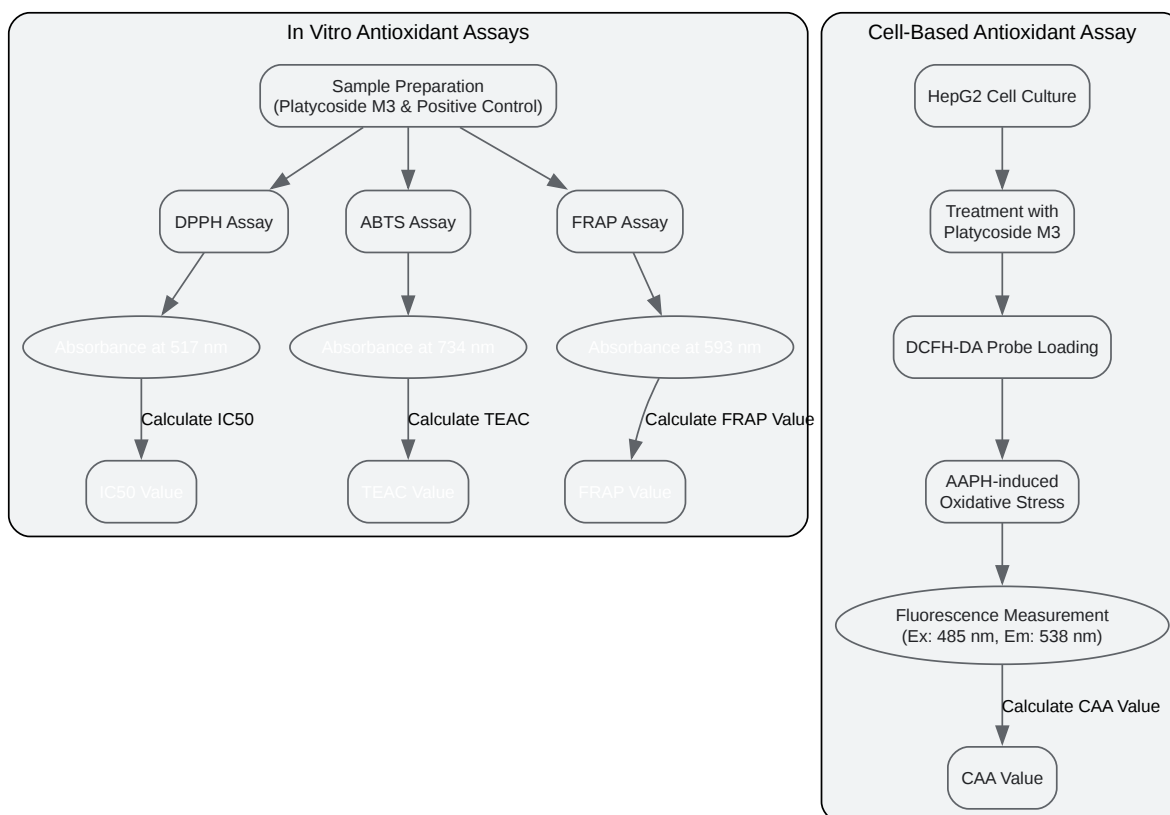 In Vitro Antioxidant Assays
Sample Preparation
(Platycoside M3 & Positive Control)
DPPH Assay
ABTS Assay
FRAP Assay
Absorbance at 517 nm
Absorbance at 734 nm
Absorbance at 593 nm
Calculate IC50
Calculate TEAC
Calculate FRAP Value
IC50 Value
TEAC Value
FRAP Value
Cell-Based Antioxidant Assay
HepG2 Cell Culture
Treatment with
Platycoside M3
DCFH-DA Probe Loading
AAPH-induced
Oxidative Stress
Fluorescence Measurement
(Ex: 485 nm, Em: 538 nm)
Calculate CAA Value
CAA Value